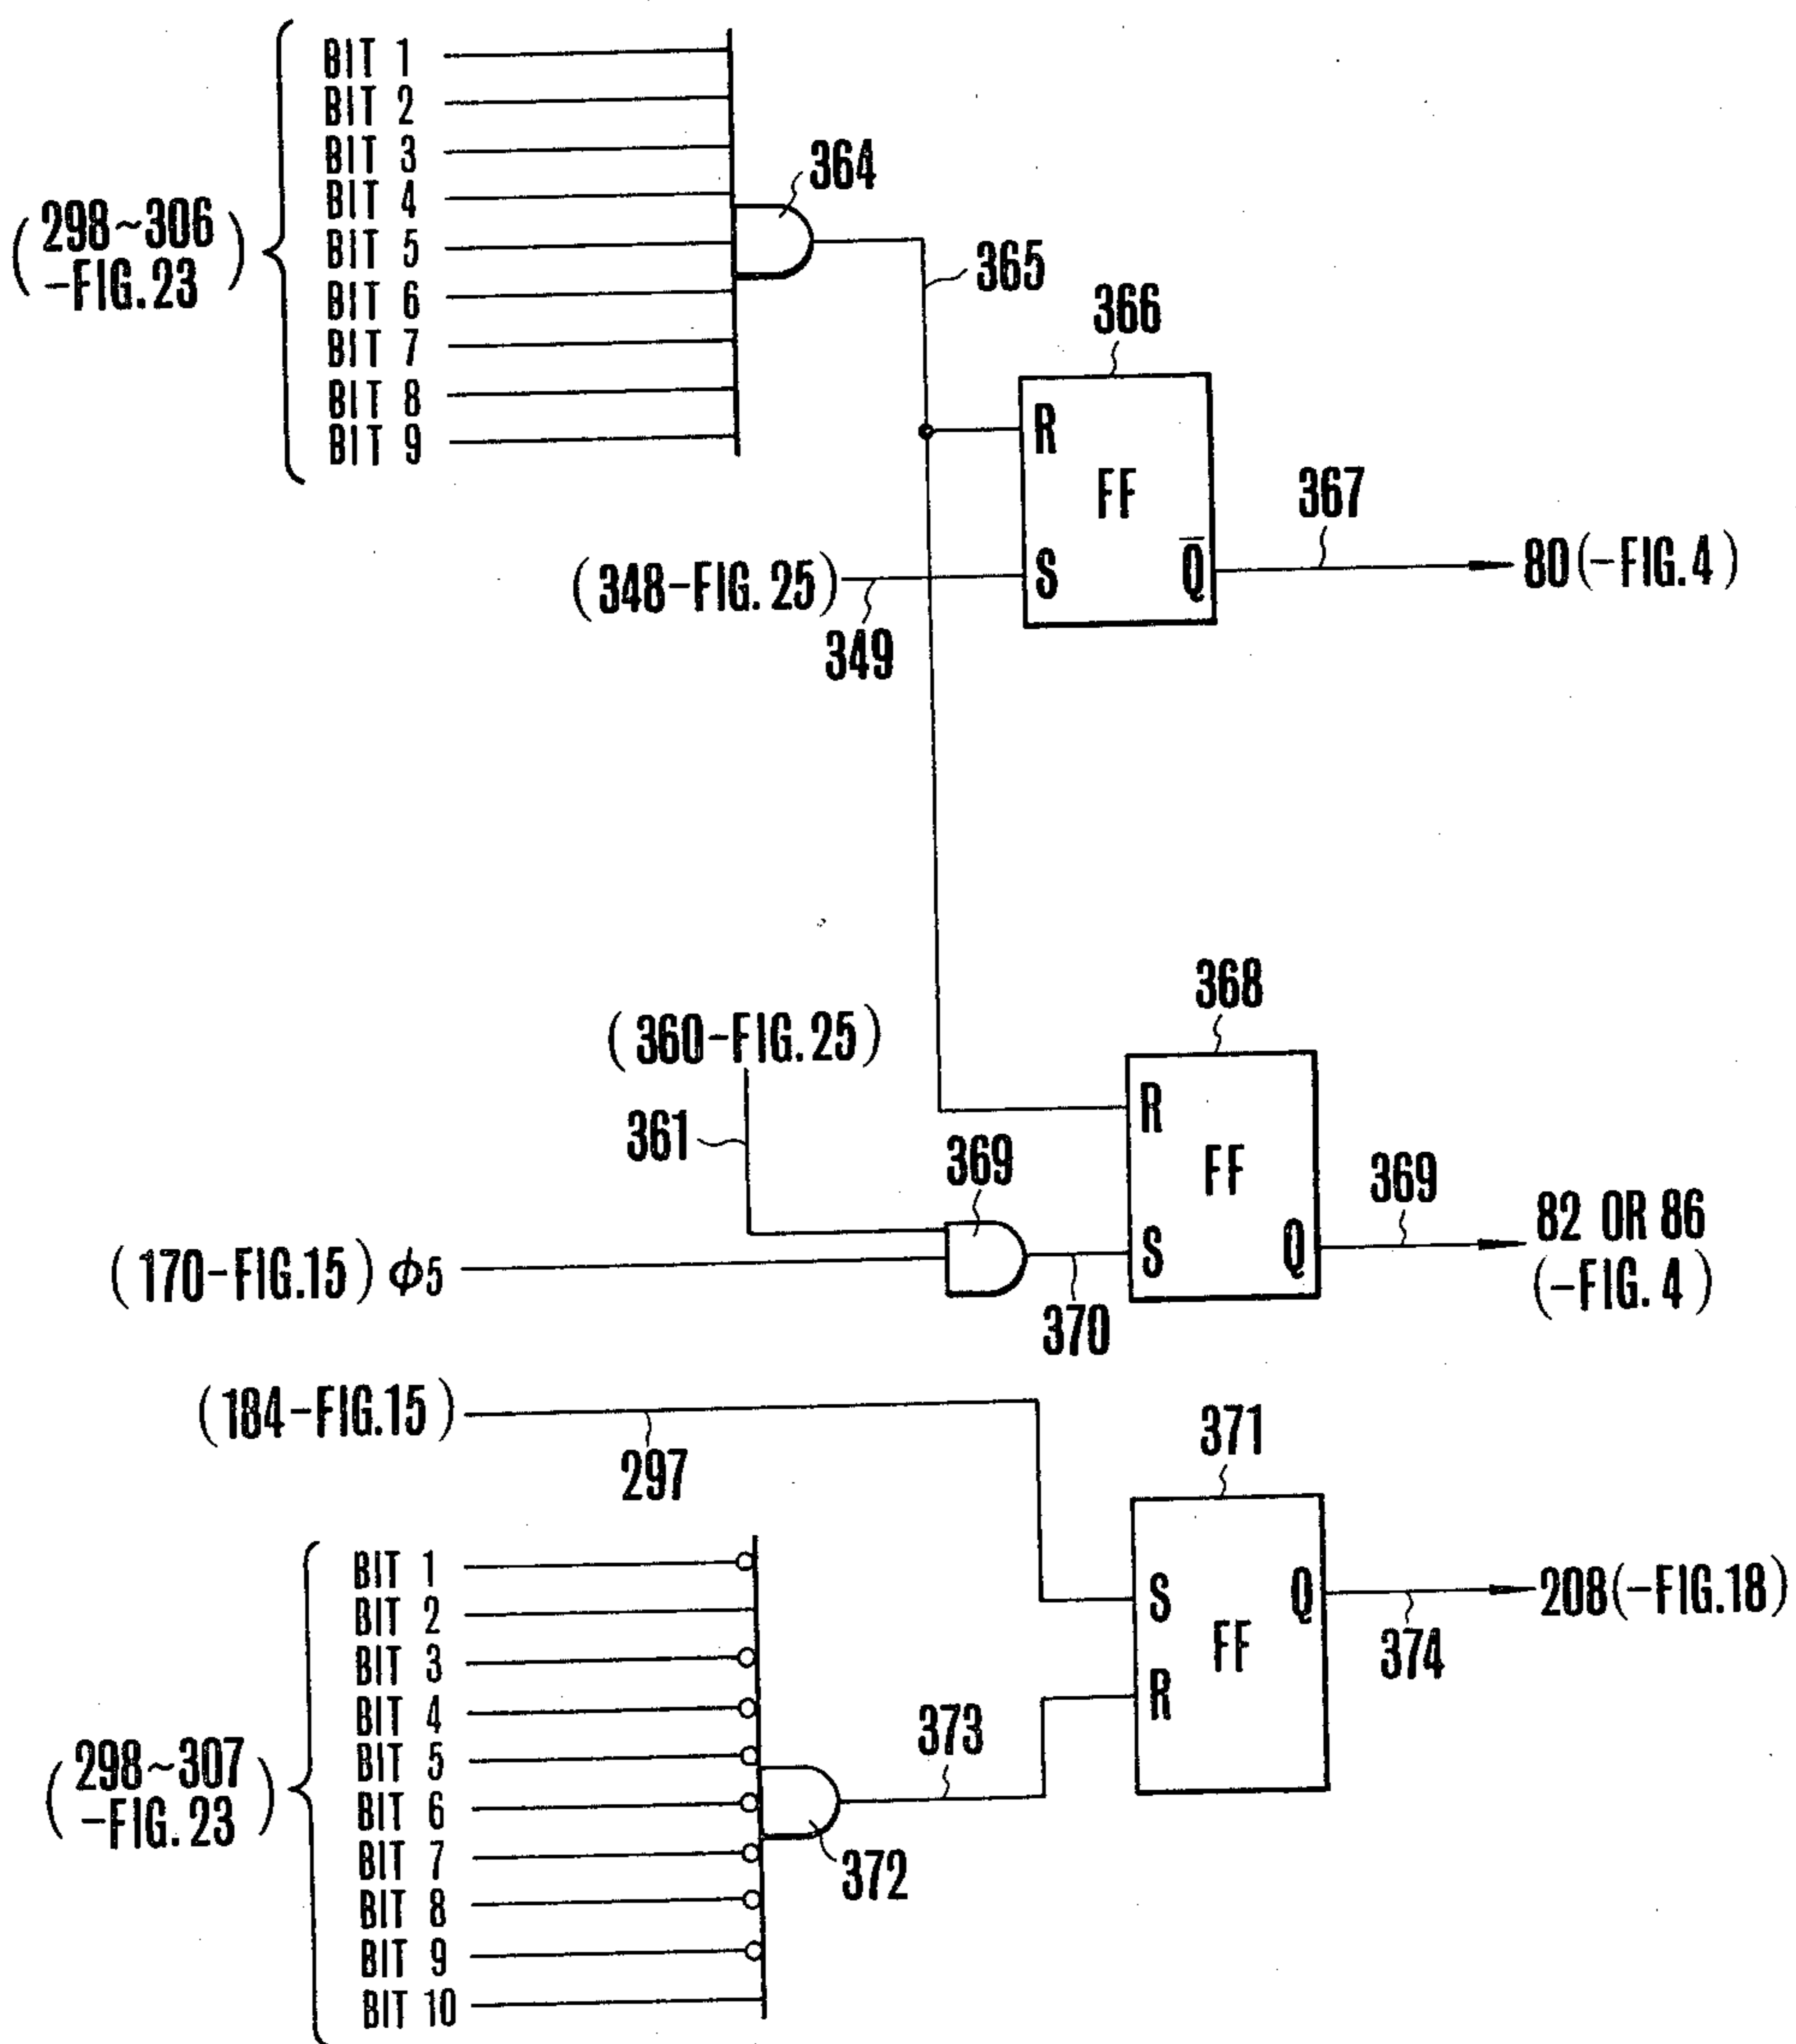 BIT 1
BIT 2
BIT 3
BIT 4
BIT 5
BIT 6
BIT 7
BIT 8
BIT 9
(298~306
-FIG.23)
364
365
366
R
FF
S
Q̅
367
80(-FIG.4)
(348-FIG.25)
349
368
(360-FIG.25)
361
369
R
FF
S
Q
369
82 OR 86
(-FIG.4)
(170-FIG.15) ϕ5
370
(184-FIG.15)
297
371
S
Q
FF
R
208(-FIG.18)
374
BIT 1
BIT 2
BIT 3
BIT 4
BIT 5
BIT 6
BIT 7
BIT 8
BIT 9
BIT 10
(298~307
-FIG.23)
373
372